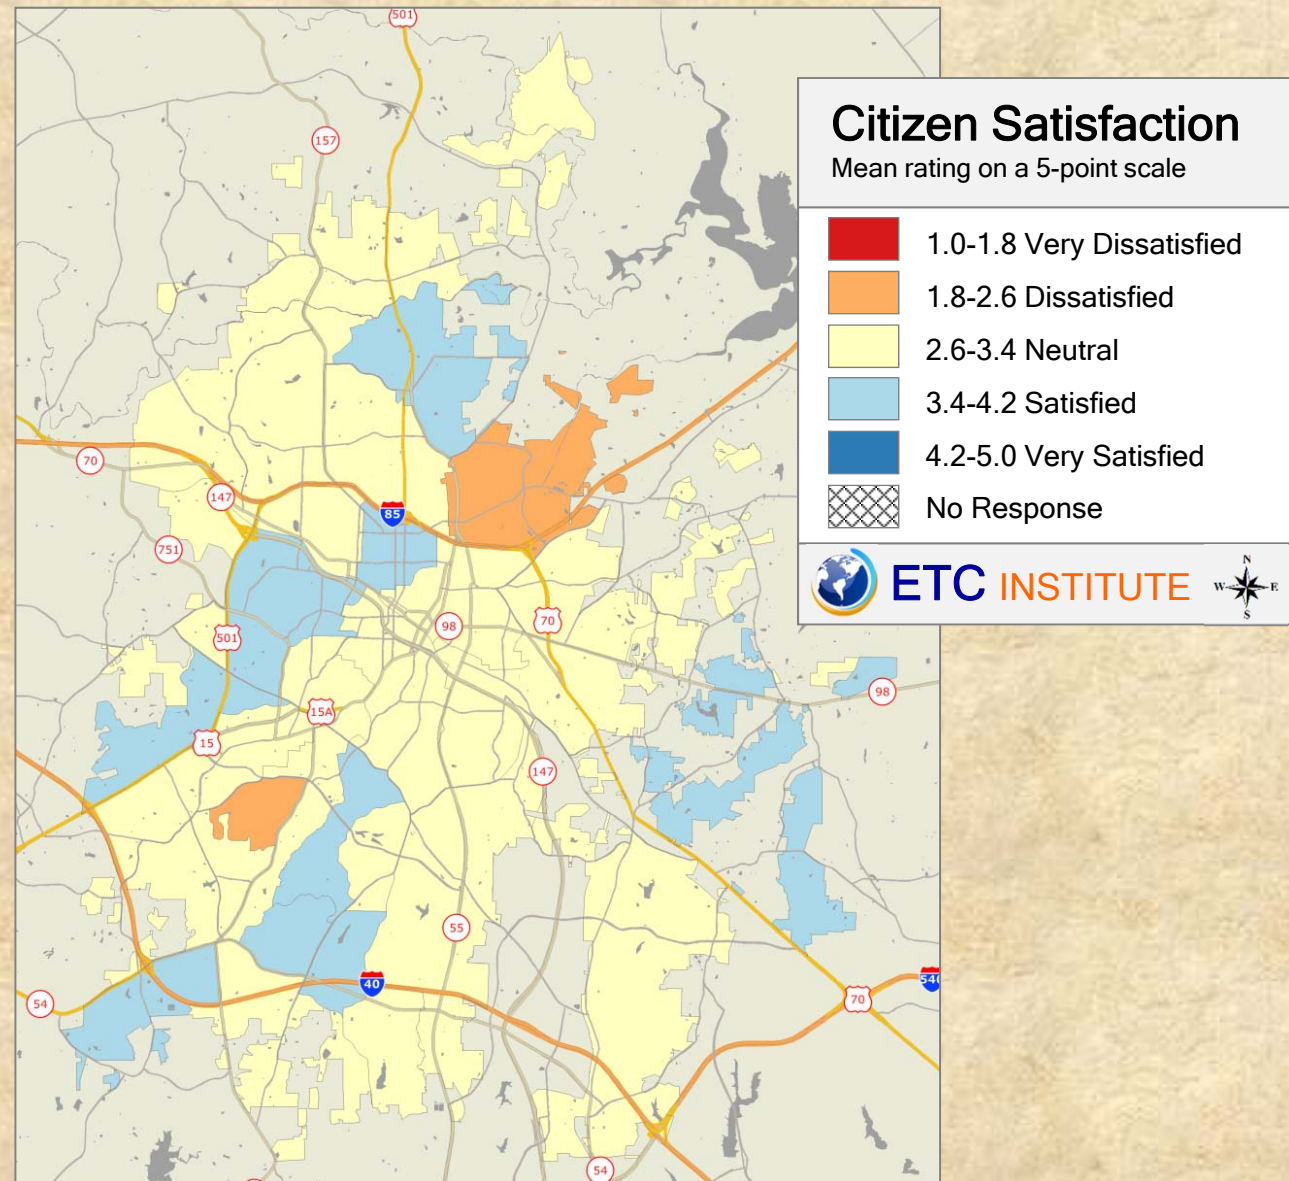 501
157
Citizen Satisfaction
Mean rating on a 5-point scale
1.0-1.8 Very Dissatisfied
1.8-2.6 Dissatisfied
2.6-3.4 Neutral
3.4-4.2 Satisfied
4.2-5.0 Very Satisfied
No Response
ETC INSTITUTE
N
W E
S
70
147
85
751
501
98
70
98
15A
15
147
55
40
54
70
540
54